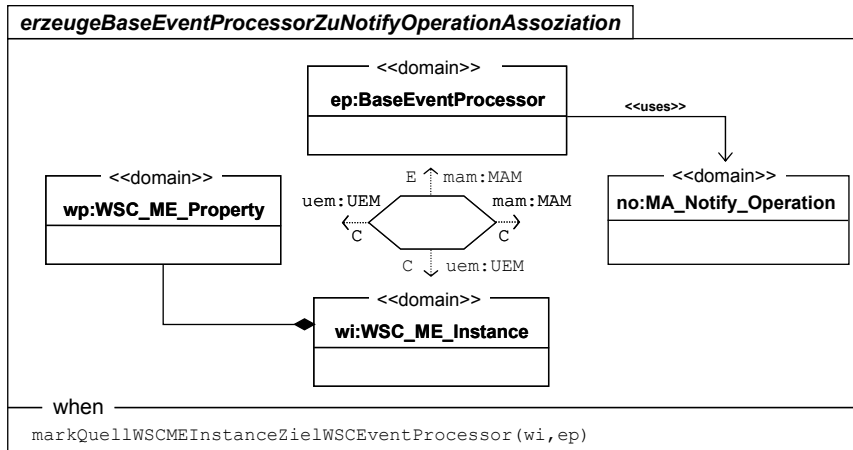 erzeugeBaseEventProcessorZuNotifyOperationAssoziation
<<domain>>
ep:BaseEventProcessor
<<uses>>
<<domain>>
wp:WSC_ME_Property
E mam:MAM
uem:UEM
mam:MAM
C
C
C uem:UEM
<<domain>>
no:MA_Notify_Operation
<<domain>>
wi:WSC_ME_Instance
when
markQuellWSCMEInstanceZielWSCEventProcessor(wi,ep)